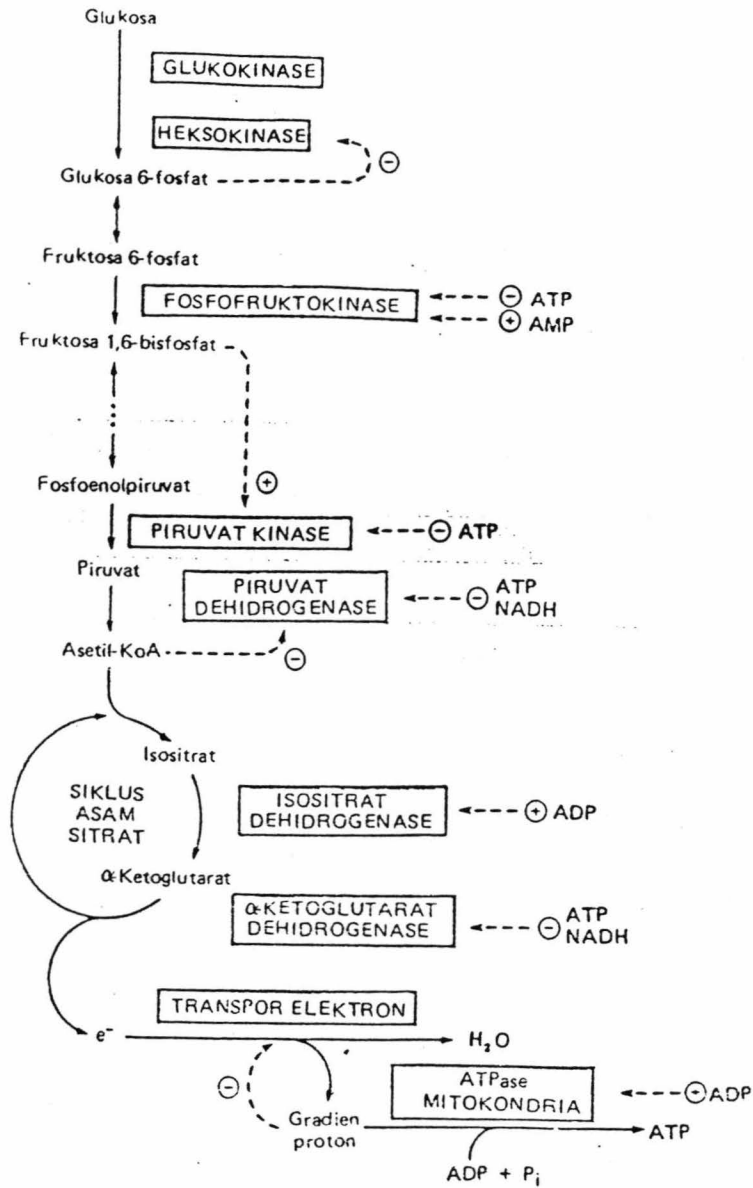 Glukosa
GLUKOKINASE
HEKSOKINASE
Glukosa 6-fosfat
−
Fruktosa 6-fosfat
FOSFOFRUKTOKINASE
− ATP
+ AMP
Fruktosa 1,6-bisfosfat
+
Fosfoenolpiruvat
PIRUVAT KINASE
− ATP
Piruvat
PIRUVAT
DEHIDROGENASE
− ATP
NADH
Asetil-KoA
−
Isositrat
SIKLUS
ASAM
SITRAT
ISOSITRAT
DEHIDROGENASE
+ ADP
α-Ketoglutarat
α-KETOGLUTARAT
DEHIDROGENASE
− ATP
NADH
TRANSPOR ELEKTRON
e⁻
H₂O
−
ATPase
MITOKONDRIA
+ ADP
Gradien
proton
ATP
ADP + Pᵢ